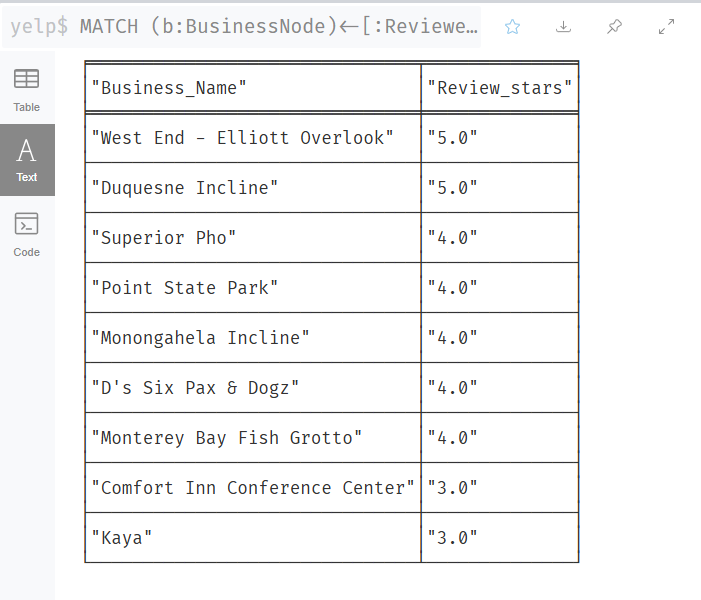 yelp$ MATCH (b:BusinessNode)<-[:Reviewe…
Table
Text
Code
"Business_Name" "Review_stars"
"West End - Elliott Overlook" "5.0"
"Duquesne Incline" "5.0"
"Superior Pho" "4.0"
"Point State Park" "4.0"
"Monongahela Incline" "4.0"
"D's Six Pax & Dogz" "4.0"
"Monterey Bay Fish Grotto" "4.0"
"Comfort Inn Conference Center" "3.0"
"Kaya" "3.0"